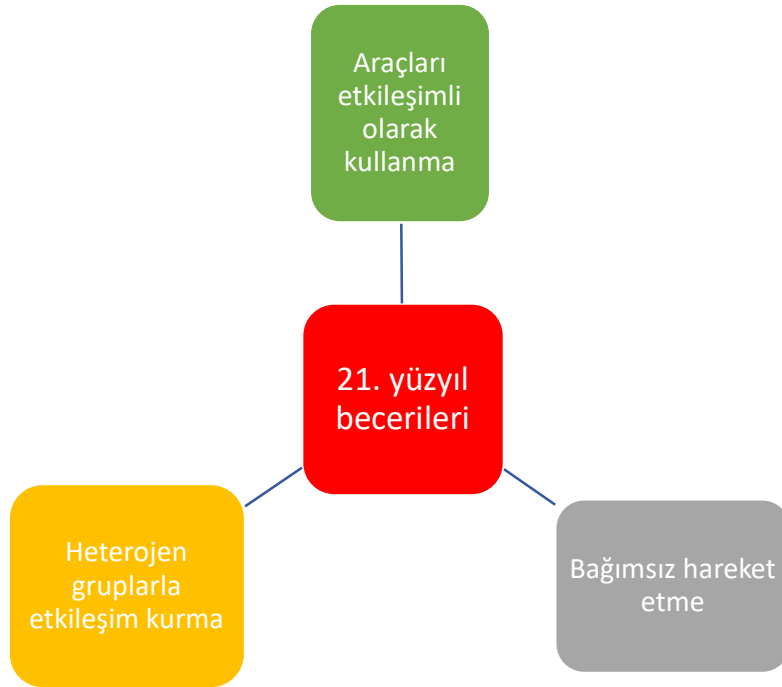 Araçları
etkileşimli
olarak
kullanma
21. yüzyıl
becerileri
Heterojen
gruplarla
etkileşim kurma
Bağımsız hareket
etme